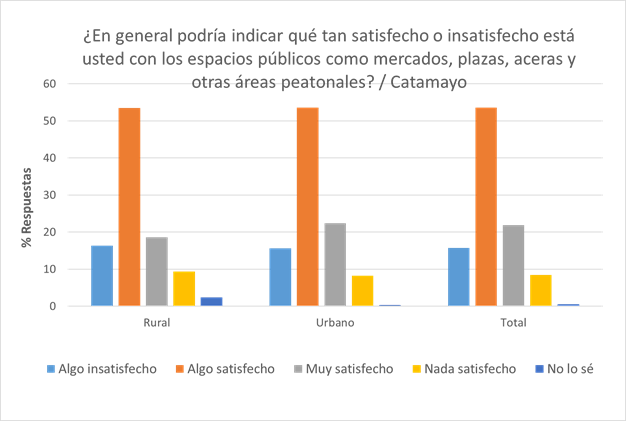 ¿En general podría indicar qué tan satisfecho o insatisfecho está
usted con los espacios públicos como mercados, plazas, aceras y
otras áreas peatonales? / Catamayo
60
50
40
30
20
10
0
% Respuestas
Rural Urbano Total
Algo insatisfecho Algo satisfecho Muy satisfecho Nada satisfecho No lo sé